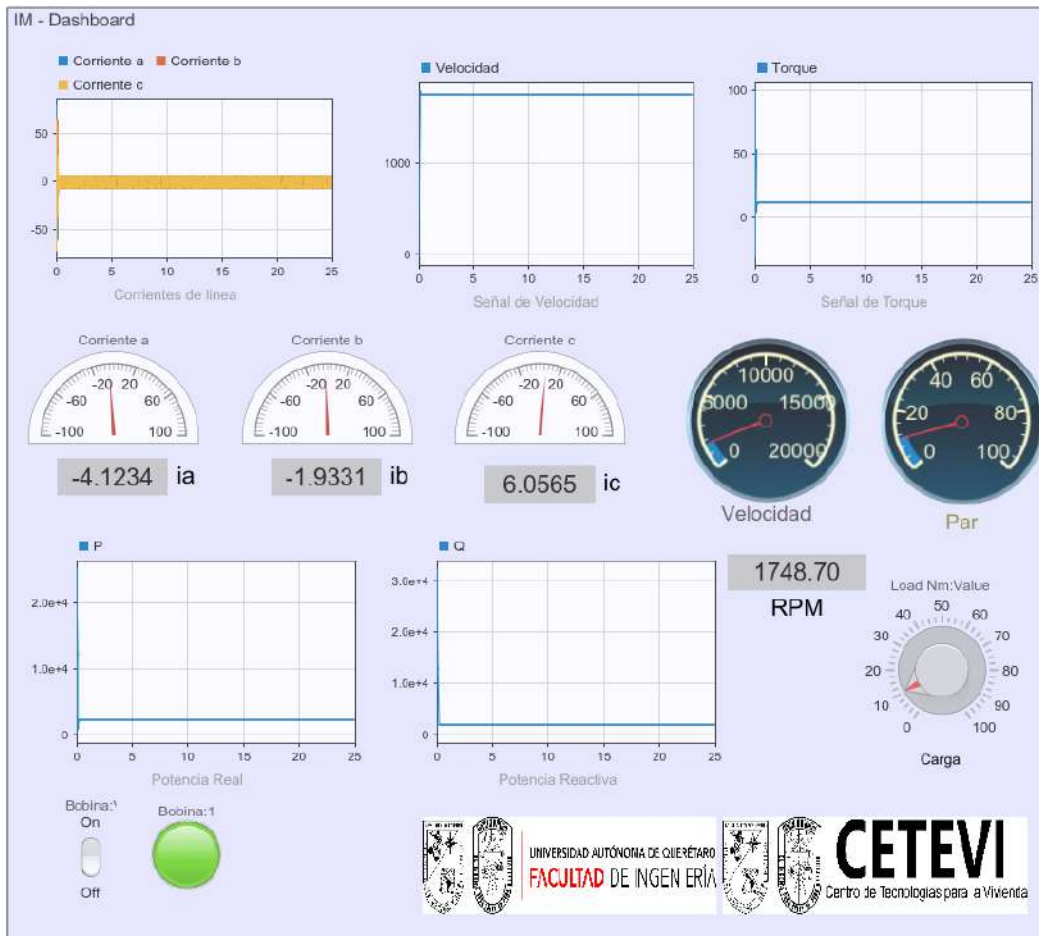 IM - Dashboard
Corriente a Corriente b
Corriente c
50
0
-50
0 5 10 15 20 25
Corrientes de linea
Velocidad
1000
0
0 5 10 15 20 25
Señal de Velocidad
Torque
100
50
0
0 5 10 15 20 25
Señal de Torque
Corriente a
-100 -60 -20 20 60 100
-4.1234 ia
Corriente b
-100 -60 -20 20 60 100
-1.9331 ib
Corriente c
-100 -60 -20 20 60 100
6.0565 ic
0 5000 10000 15000 20000
Velocidad
0 20 40 60 80 100
Par
P
2.0e+4
1.0e+4
0
0 5 10 15 20 25
Potencia Real
Q
3.0e+4
2.0e+4
1.0e+4
0
0 5 10 15 20 25
Potencia Reactiva
1748.70
RPM
Load Nm:Value
0 10 20 30 40 50 60 70 80 90 100
Carga
On
Off
Bobina:1
UNIVERSIDAD AUTÓNOMA DE QUERÉTARO
FACULTAD DE INGEN ERÍA
CETEVI
Centro de Tecnologías para a Vivienda